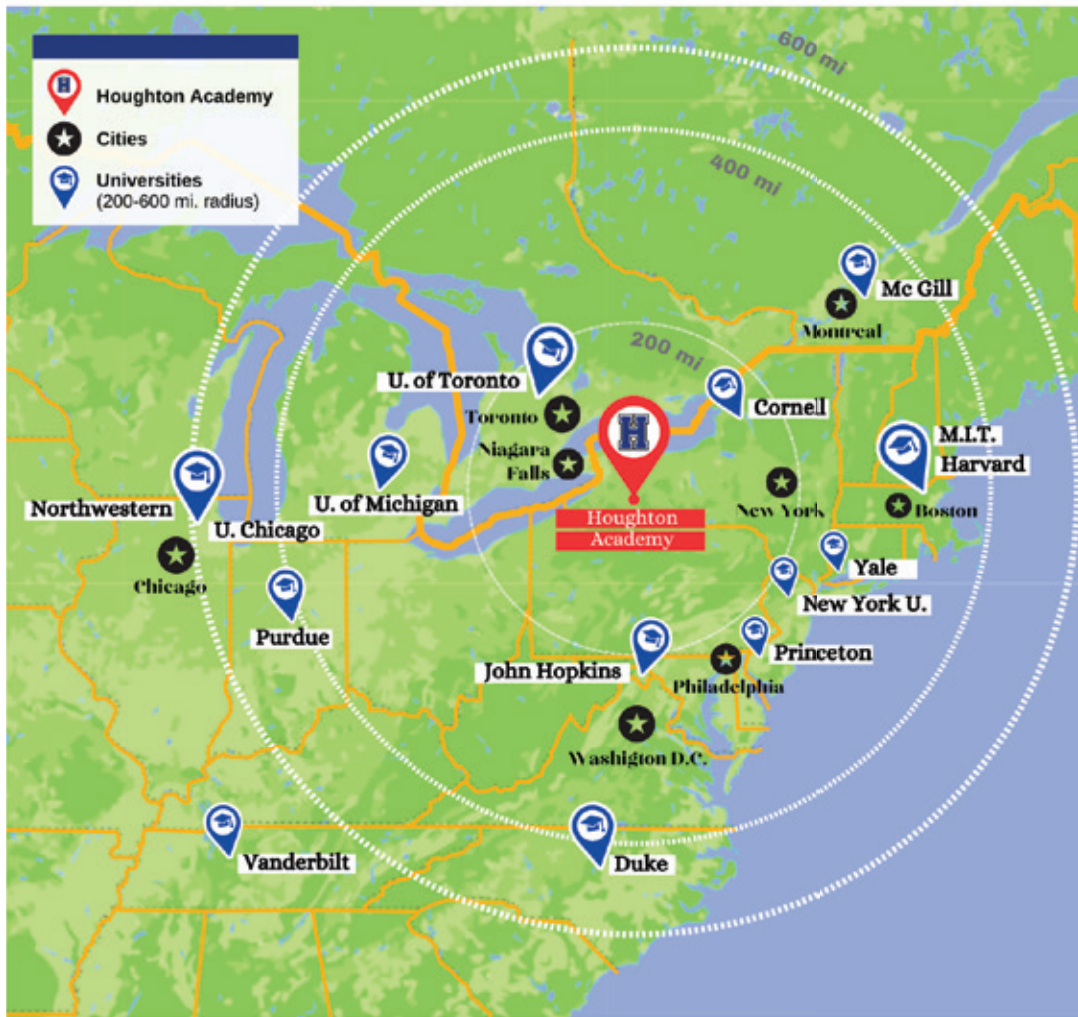 600 mi
H
Houghton Academy
Cities
Universities
(200-600 mi. radius)
400 mi
Mc Gill
Montreal
200 mi
U. of Toronto
Toronto
Cornell
H
Niagara
Falls
M.I.T.
Harvard
U. of Michigan
Northwestern
U. Chicago
New York
Boston
Houghton
Academy
Chicago
Yale
New York U.
Purdue
Princeton
John Hopkins
Philadelphia
Washigton D.C.
Vanderbilt
Duke